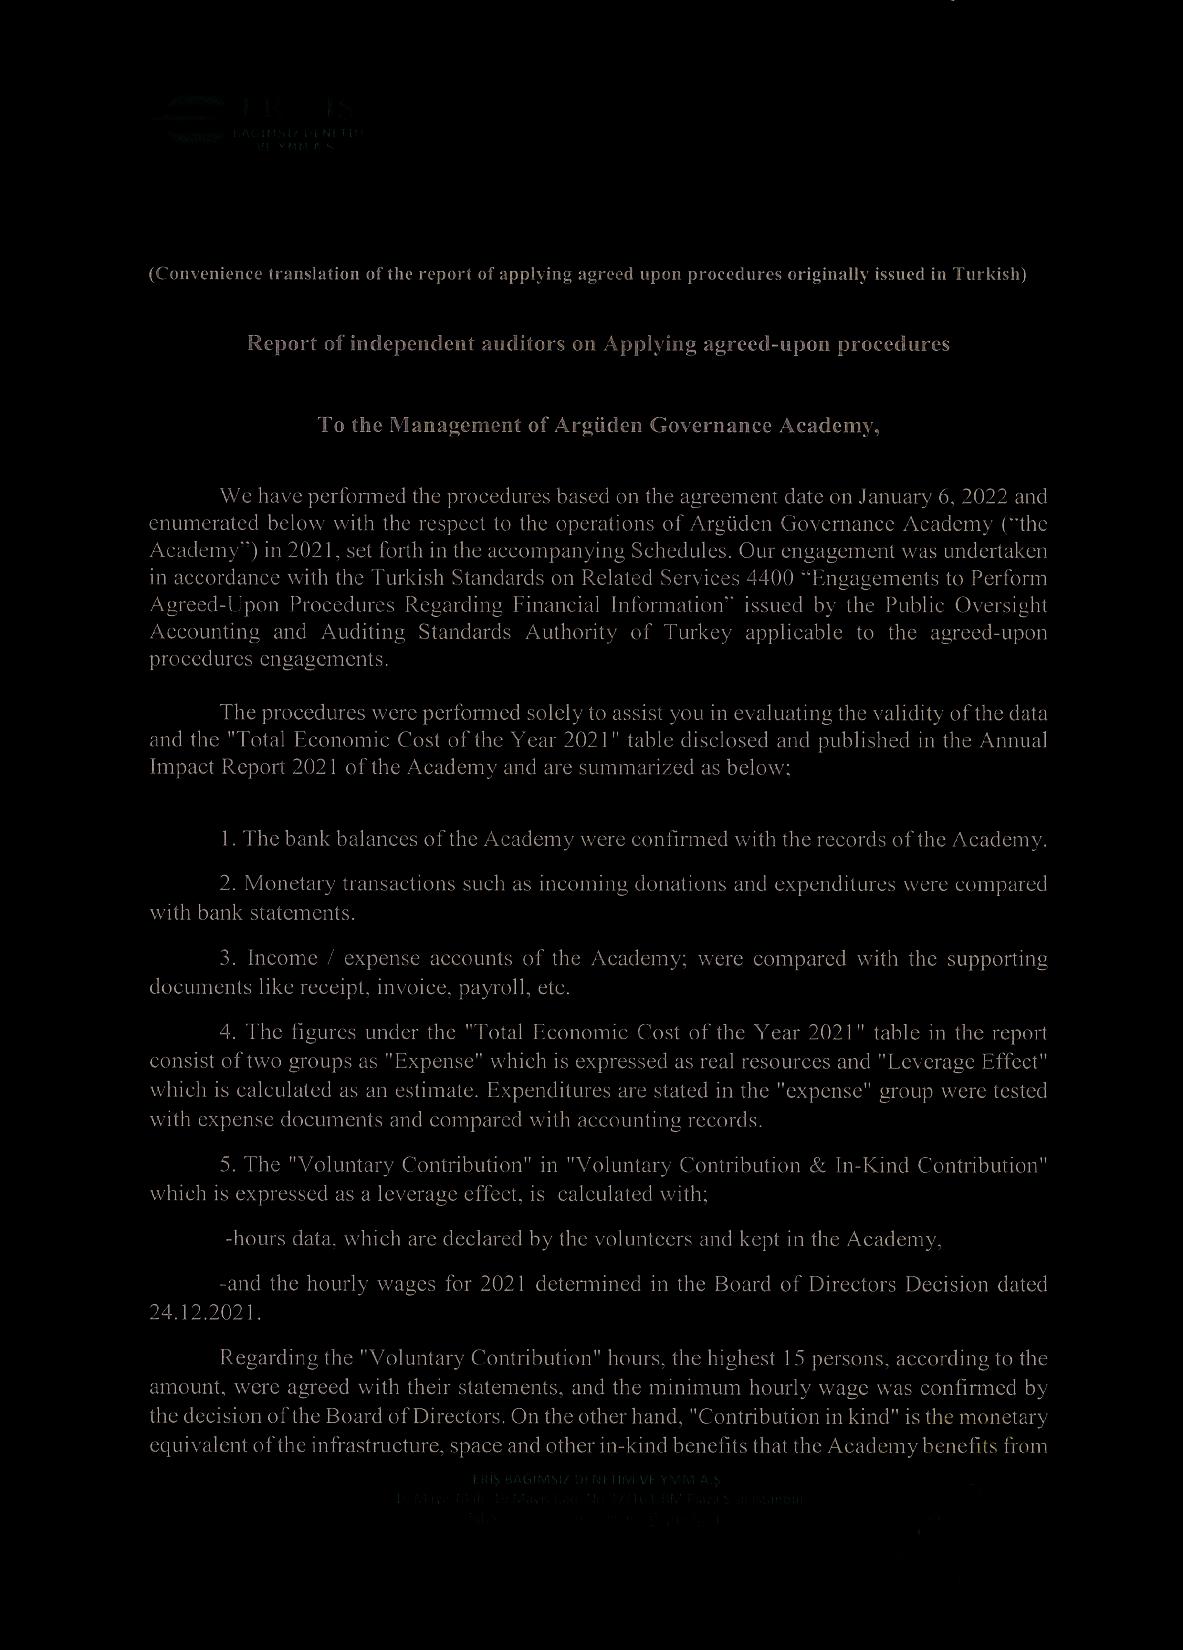 BAGIMSIZ DENETIM
VE YMM A.S.
(Convenience translation of the report of applying agreed upon procedures originally issued in Turkish)
Report of independent auditors on Applying agreed-upon procedures
To the Management of Argüden Governance Academy,
We have performed the procedures based on the agreement date on January 6, 2022 and
enumerated below with the respect to the operations of Argüden Governance Academy ("the
Academy") in 2021, set forth in the accompanying Schedules. Our engagement was undertaken
in accordance with the Turkish Standards on Related Services 4400 "Engagements to Perform
Agreed-Upon Procedures Regarding Financial Information" issued by the Public Oversight
Accounting and Auditing Standards Authority of Turkey applicable to the agreed-upon
procedures engagements.
The procedures were performed solely to assist you in evaluating the validity of the data
and the "Total Economic Cost of the Year 2021" table disclosed and published in the Annual
Impact Report 2021 of the Academy and are summarized as below;
1. The bank balances of the Academy were confirmed with the records of the Academy.
2. Monetary transactions such as incoming donations and expenditures were compared
with bank statements.
3. Income / expense accounts of the Academy; were compared with the supporting
documents like receipt, invoice, payroll, etc.
4. The figures under the "Total Economic Cost of the Year 2021" table in the report
consist of two groups as "Expense" which is expressed as real resources and "Leverage Effect"
which is calculated as an estimate. Expenditures are stated in the "expense" group were tested
with expense documents and compared with accounting records.
5. The "Voluntary Contribution" in "Voluntary Contribution & In-Kind Contribution"
which is expressed as a leverage effect, is calculated with;
-hours data, which are declared by the volunteers and kept in the Academy,
-and the hourly wages for 2021 determined in the Board of Directors Decision dated
24.12.2021.
Regarding the "Voluntary Contribution" hours, the highest 15 persons, according to the
amount, were agreed with their statements, and the minimum hourly wage was confirmed by
the decision of the Board of Directors. On the other hand, "Contribution in kind" is the monetary
equivalent of the infrastructure, space and other in-kind benefits that the Academy benefits from
ERIS BAGIMSIZ DENETIM VE YMM A.S.